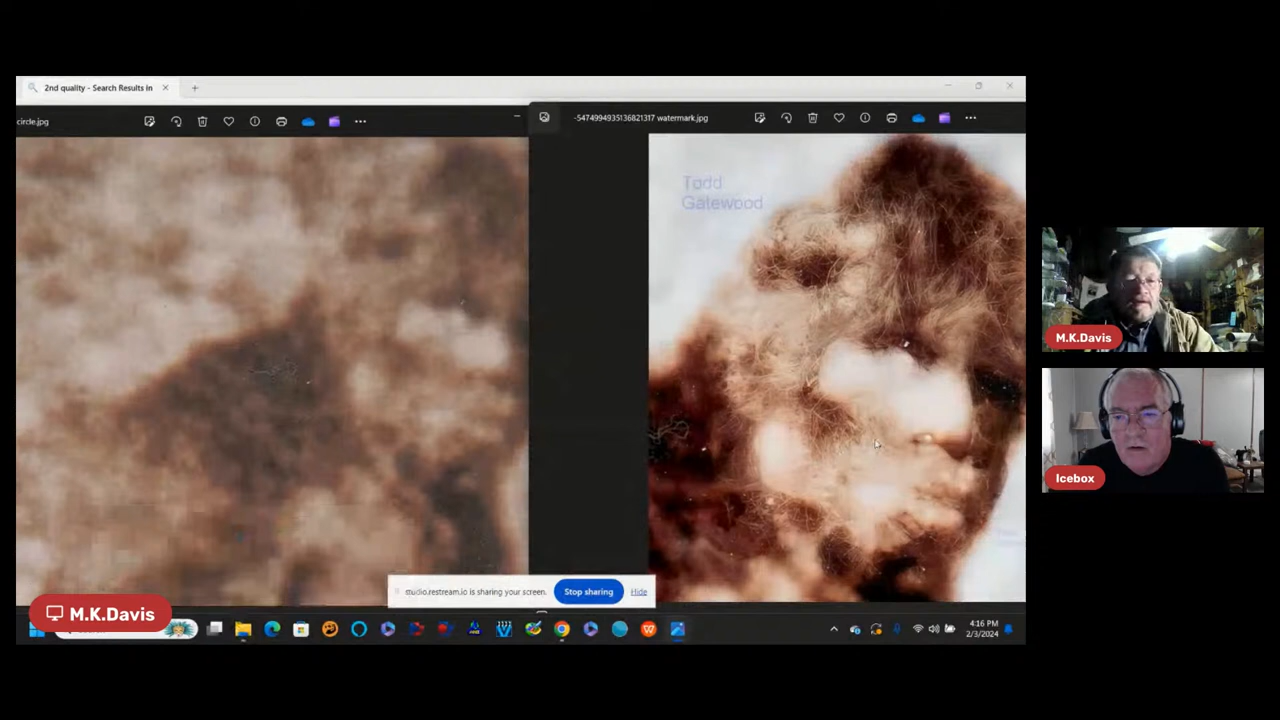 2nd quality - Search Results in
circle.jpg
-5474994935136821317 watermark.jpg
Todd
Gatewood
M.K.Davis
Icebox
studio.restream.io is sharing your screen.
Stop sharing
Hide
M.K.Davis
4:16 PM
2/3/2024